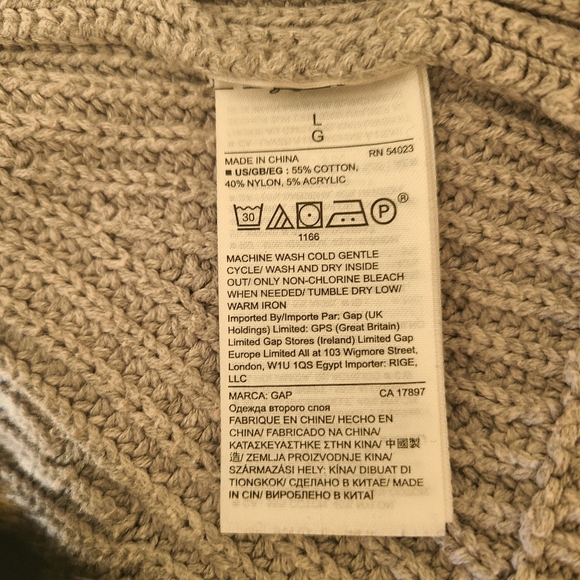 L
G
MADE IN CHINA RN 54023
■ US/GB/EG : 55% COTTON,
40% NYLON, 5% ACRYLIC
30 P ®
1166
MACHINE WASH COLD GENTLE
CYCLE/ WASH AND DRY INSIDE
OUT/ ONLY NON-CHLORINE BLEACH
WHEN NEEDED/ TUMBLE DRY LOW/
WARM IRON
Imported By/Importe Par: Gap (UK
Holdings) Limited: GPS (Great Britain)
Limited Gap Stores (Ireland) Limited Gap
Europe Limited All at 103 Wigmore Street,
London, W1U 1QS Egypt Importer: RIGE,
LLC
MARCA: GAP CA 17897
Одежда второго слоя
FABRIQUE EN CHINE/ HECHO EN
CHINA/ FABRICADO NA CHINA/
ΚΑΤΑΣΚΕΥΑΣΤΗΚΕ ΣΤΗΝ ΚΙΝΑ/ 中國製
造/ ZEMLJA PROIZVODNJE KINA/
SZÁRMAZÁSI HELY: KÍNA/ DIBUAT DI
TIONGKOK/ СДЕЛАНО В КИТАЕ/ MADE
IN CIN/ ВИРОБЛЕНО В КИТАЇ